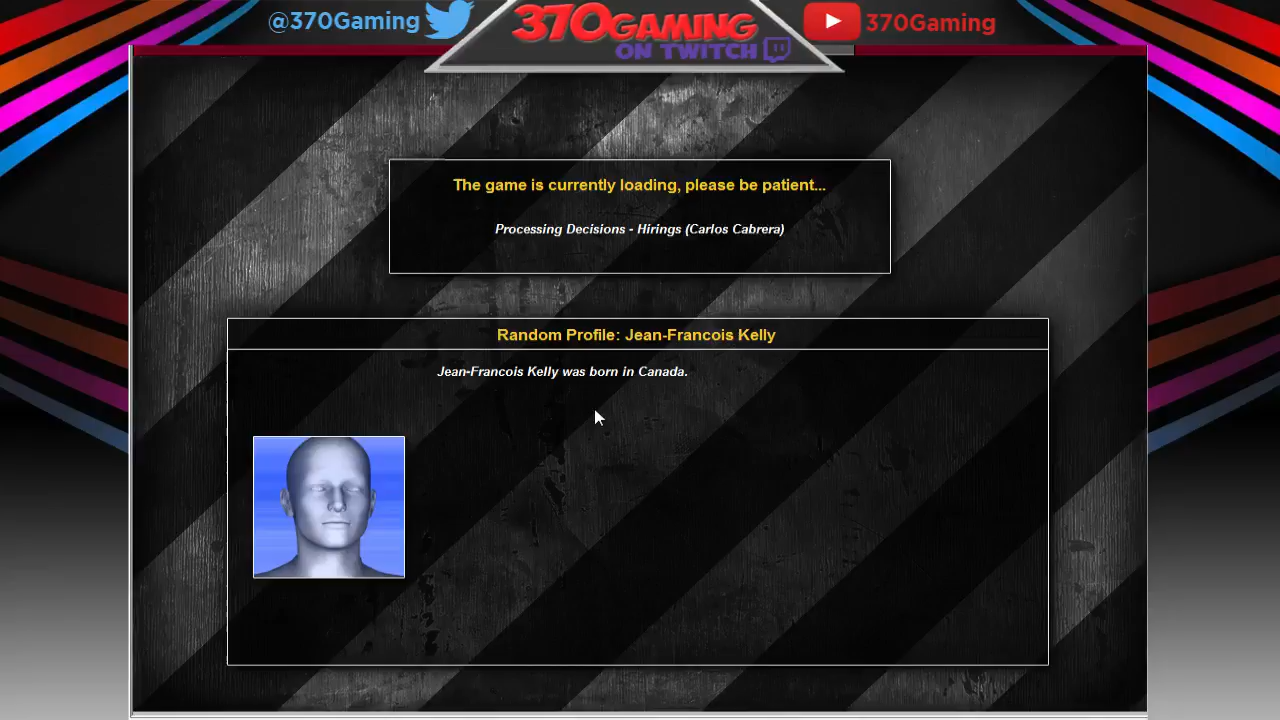 @370Gaming
370GAMING
ON TWITCH
370Gaming
The game is currently loading, please be patient...
Processing Decisions - Hirings (Carlos Cabrera)
Random Profile: Jean-Francois Kelly
Jean-Francois Kelly was born in Canada.